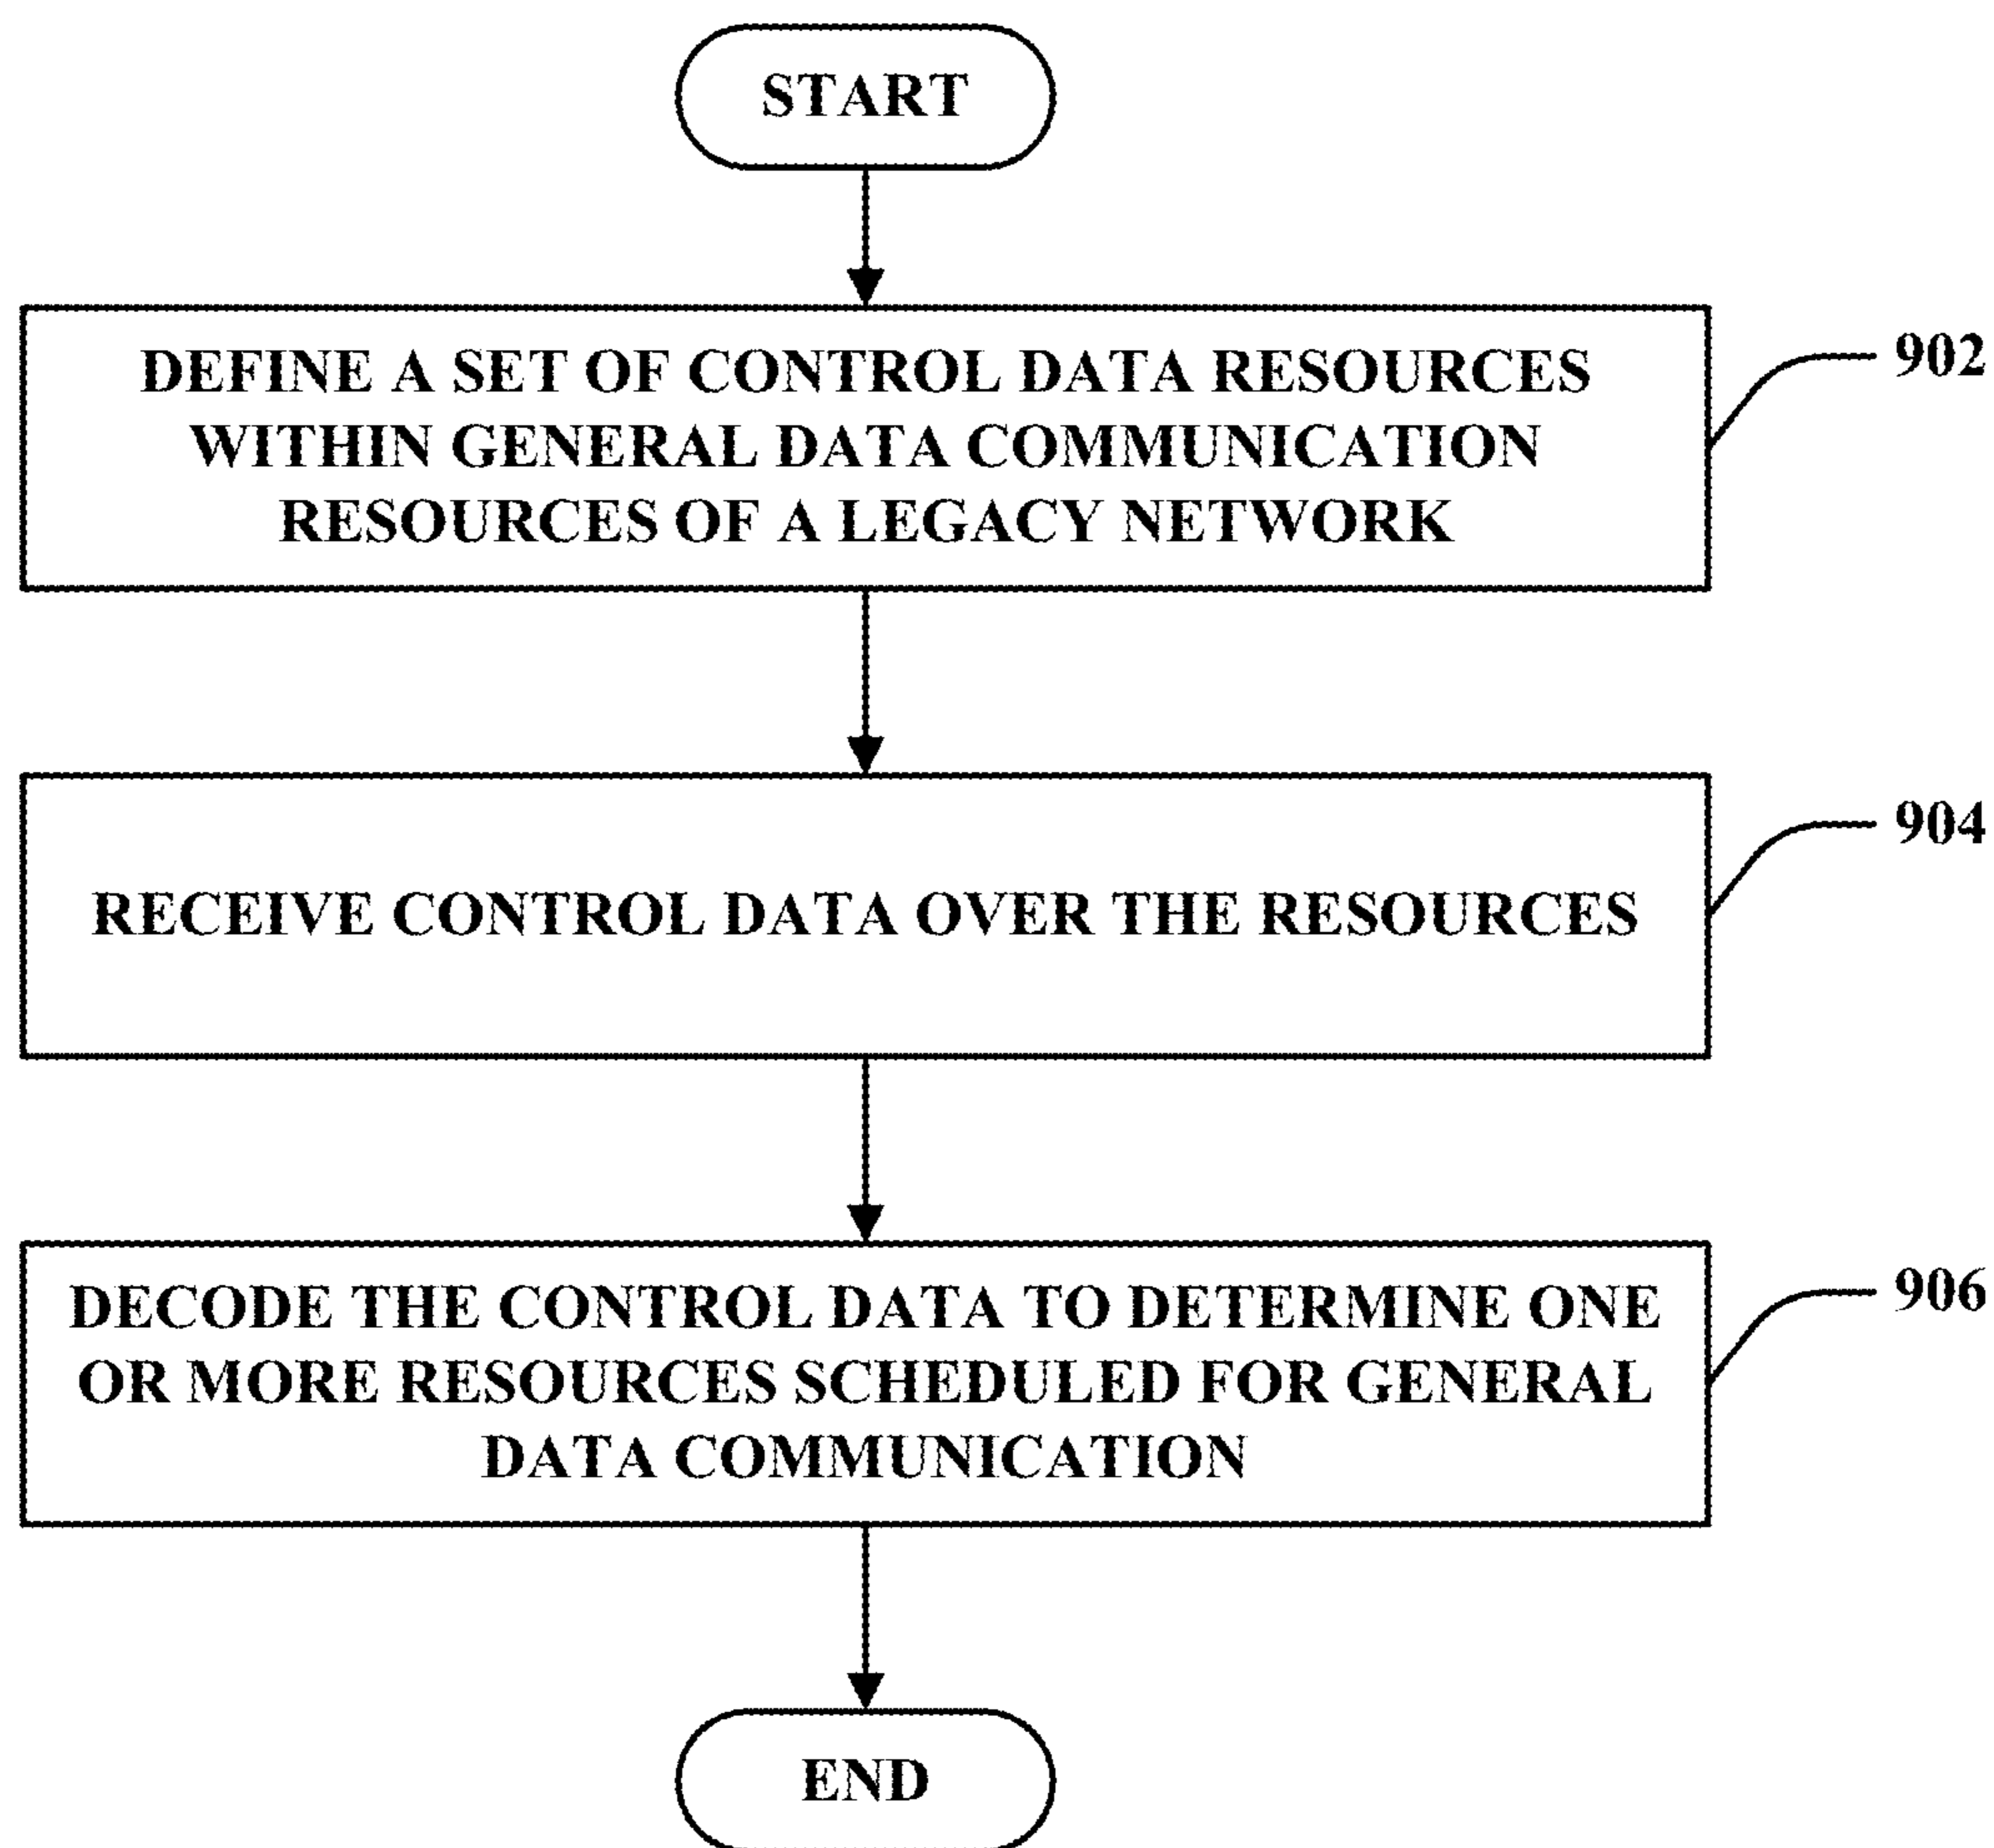 START
DEFINE A SET OF CONTROL DATA RESOURCES
WITHIN GENERAL DATA COMMUNICATION
RESOURCES OF A LEGACY NETWORK
902
RECEIVE CONTROL DATA OVER THE RESOURCES
904
DECODE THE CONTROL DATA TO DETERMINE ONE
OR MORE RESOURCES SCHEDULED FOR GENERAL
DATA COMMUNICATION
906
END